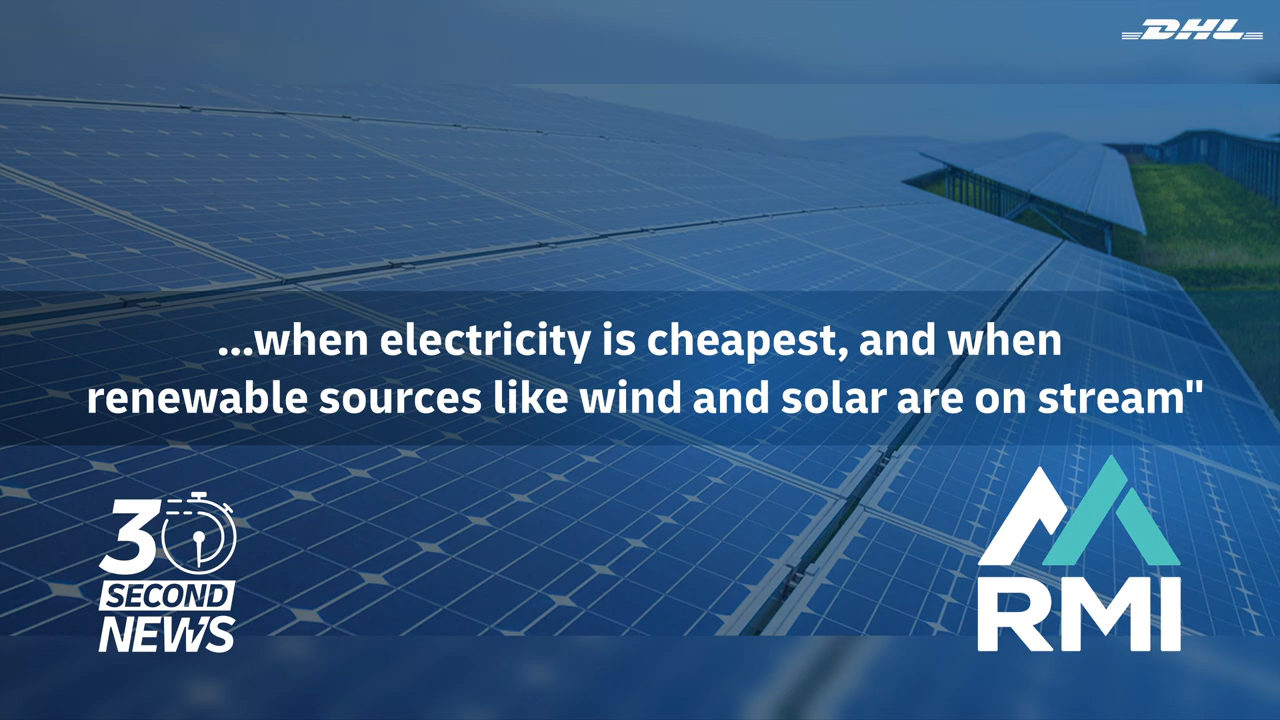 DHL
...when electricity is cheapest, and when
renewable sources like wind and solar are on stream"
30
SECOND
NEWS
RMI